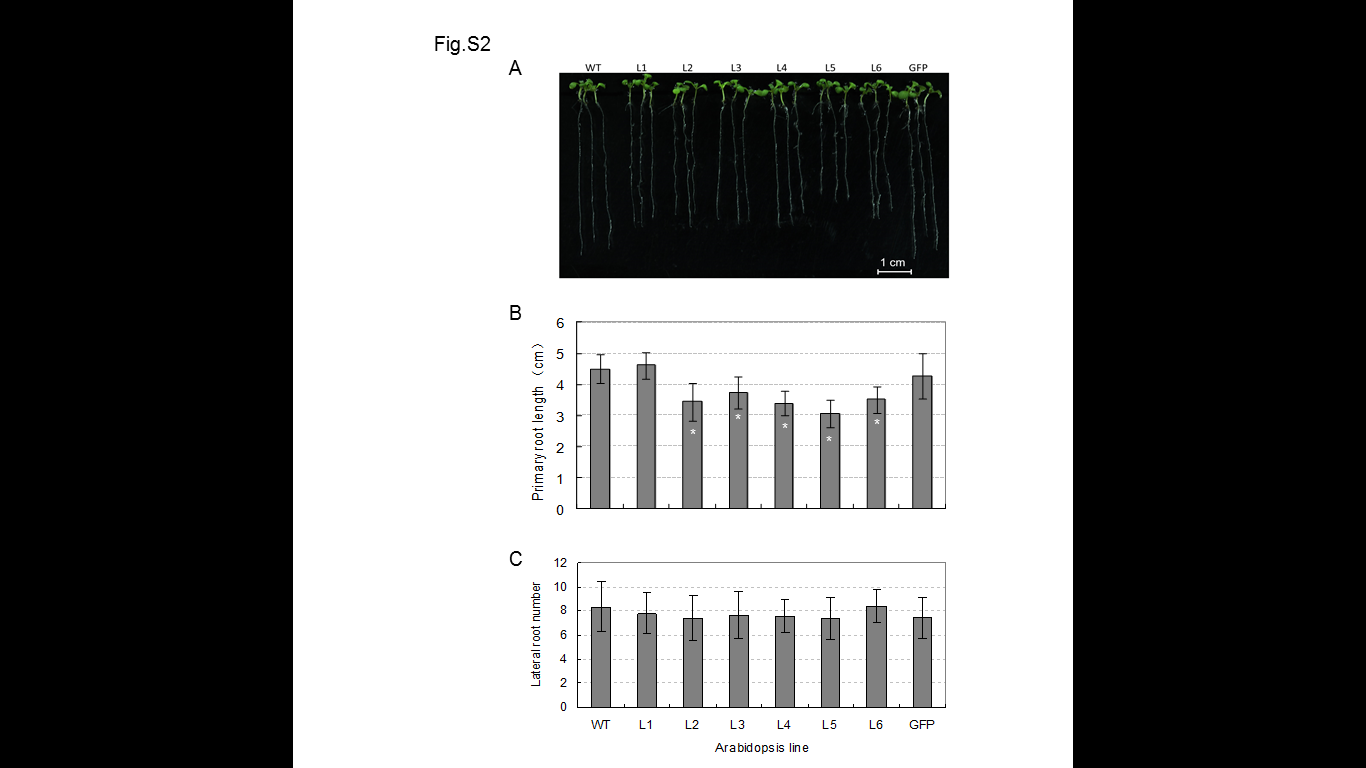 Fig.S2
A
WT L1 L2 L3 L4 L5 L6 GFP
1 cm
B
Primary root length（cm）
6
5
4
3
2
1
0
* * * * *
C
Lateral root number
12
10
8
6
4
2
0
WT L1 L2 L3 L4 L5 L6 GFP
Arabidopsis line